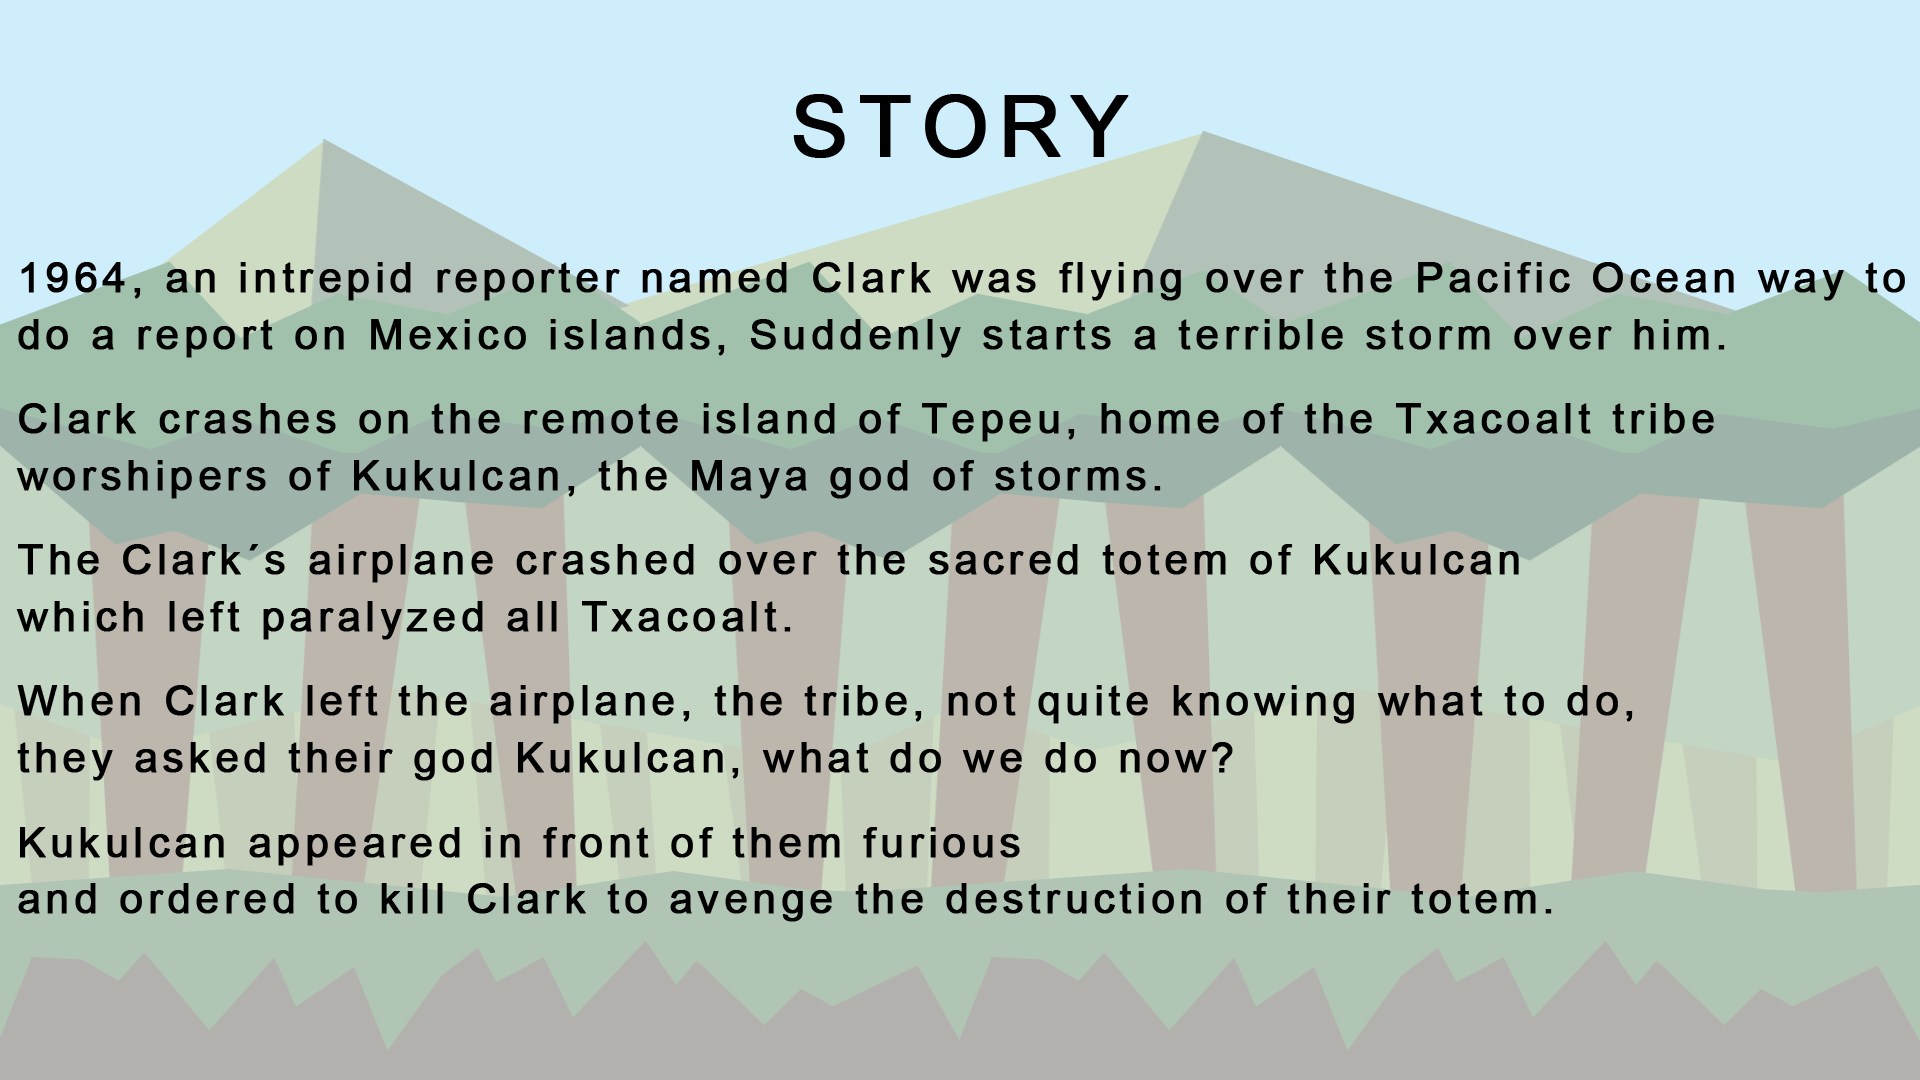 STORY
1964, an intrepid reporter named Clark was flying over the Pacific Ocean way to
do a report on Mexico islands, Suddenly starts a terrible storm over him.
Clark crashes on the remote island of Tepeu, home of the Txacoalt tribe
worshipers of Kukulcan, the Maya god of storms.
The Clark´s airplane crashed over the sacred totem of Kukulcan
which left paralyzed all Txacoalt.
When Clark left the airplane, the tribe, not quite knowing what to do,
they asked their god Kukulcan, what do we do now?
Kukulcan appeared in front of them furious
and ordered to kill Clark to avenge the destruction of their totem.